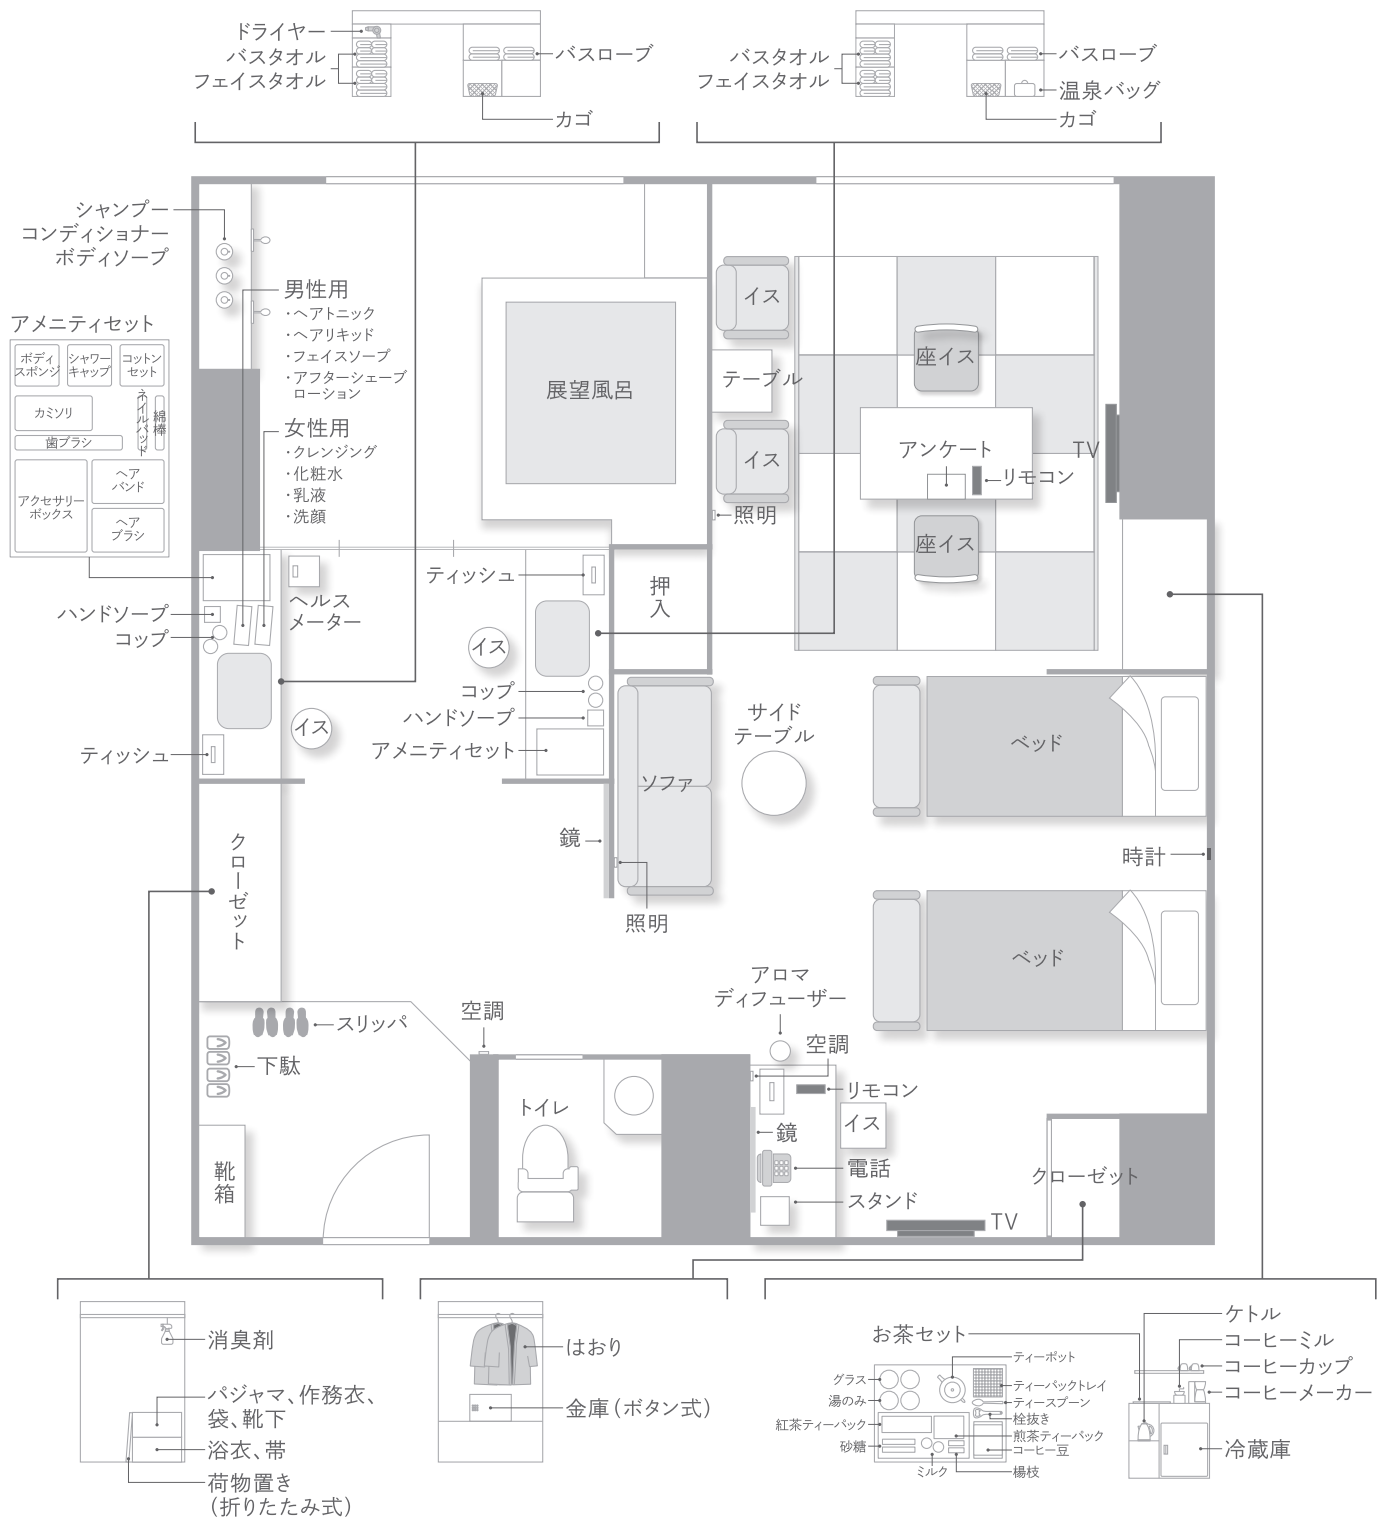 ドライヤー
バスタオル
フェイスタオル
バスローブ
カゴ
バスタオル
フェイスタオル
バスローブ
温泉バッグ
カゴ
シャンプー
コンディショナー
ボディソープ
男性用
・ヘアトニック
・ヘアリキッド
・フェイスソープ
・アフターシェーブ
ローション
女性用
・クレンジング
・化粧水
・乳液
・洗顔
アメニティセット
ボディ
スポンジ
シャワー
キャップ
コットン
セット
カミソリ
ネイルパッド
綿棒
歯ブラシ
アクセサリー
ボックス
ヘア
バンド
ヘア
ブラシ
展望風呂
イス
テーブル
イス
照明
座イス
アンケート
リモコン
座イス
TV
ハンドソープ
コップ
ティッシュ
ヘルス
メーター
イス
ティッシュ
イス
コップ
ハンドソープ
アメニティセット
押入
ソファ
サイド
テーブル
ベッド
時計
ベッド
鏡
照明
クローゼット
スリッパ
下駄
靴箱
空調
トイレ
アロマ
ディフューザー
空調
リモコン
イス
鏡
電話
スタンド
TV
クローゼット
消臭剤
パジャマ、作務衣、
袋、靴下
浴衣、帯
荷物置き
（折りたたみ式）
はおり
金庫（ボタン式）
お茶セット
グラス
湯のみ
紅茶ティーパック
砂糖
ミルク
ティーポット
ティーパックトレイ
ティースプーン
栓抜き
煎茶ティーパック
コーヒー豆
楊枝
ケトル
コーヒーミル
コーヒーカップ
コーヒーメーカー
冷蔵庫